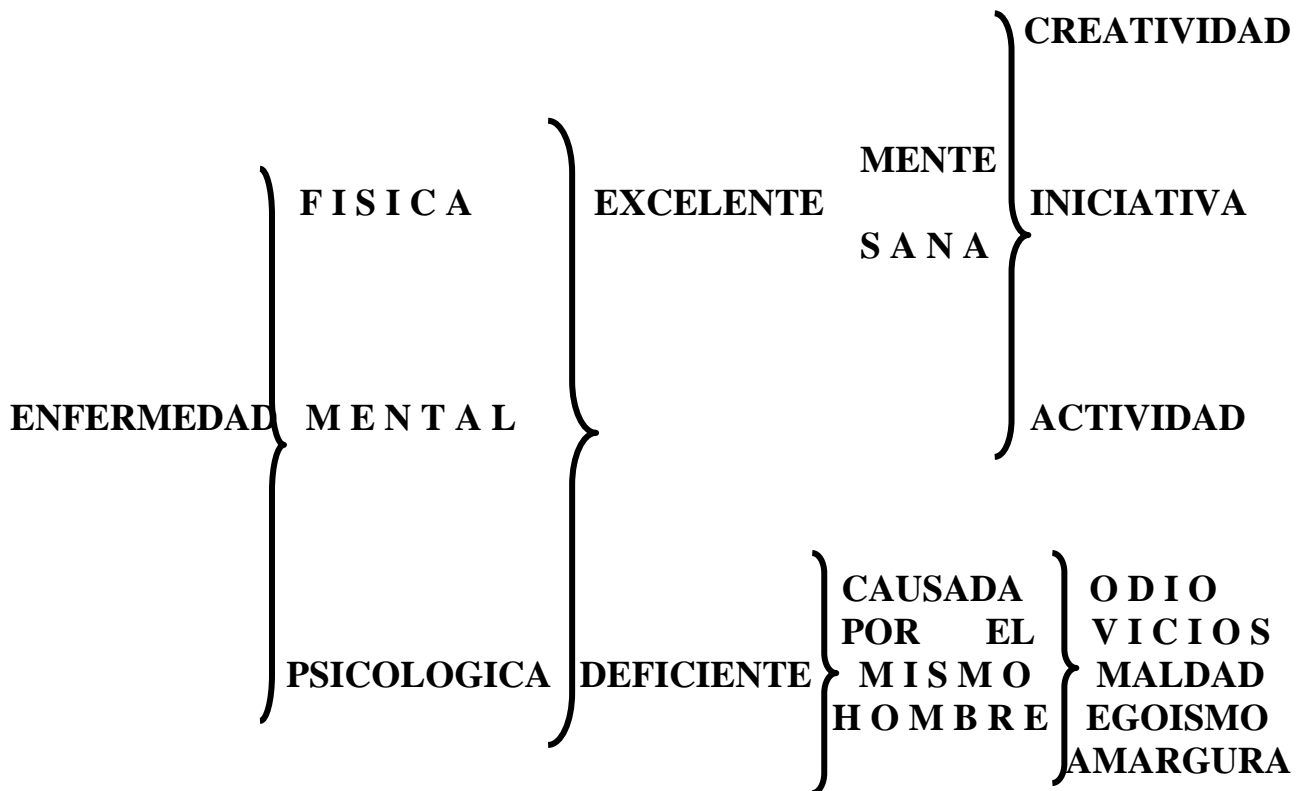 CREATIVIDAD
MENTE
F I S I C A EXCELENTE INICIATIVA
S A N A
ENFERMEDAD M E N T A L ACTIVIDAD
CAUSADA O D I O
POR EL V I C I O S
PSICOLOGICA DEFICIENTE M I S M O MALDAD
H O M B R E EGOISMO
AMARGURA